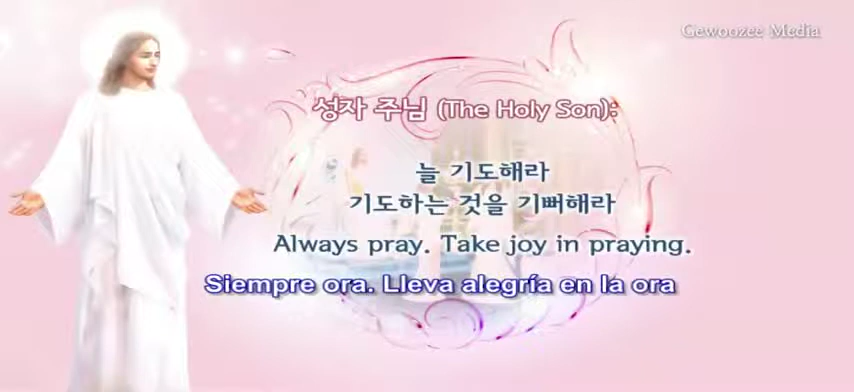 Gewoozee Media
성자 주님 (The Holy Son):
늘 기도해라
기도하는 것을 기뻐해라
Always pray. Take joy in praying.
Siempre ora. Lleva alegría en la ora